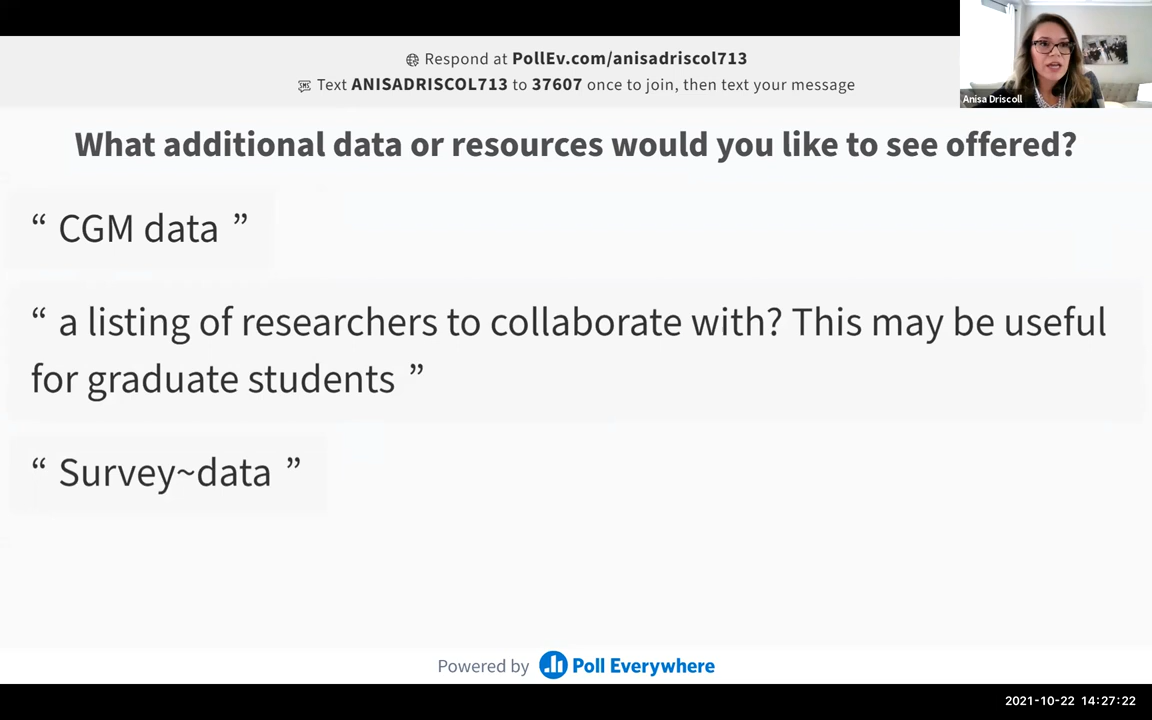 Respond at PollEv.com/anisadriscol713
Text ANISADRISCOL713 to 37607 once to join, then text your message
Anisa Driscoll
What additional data or resources would you like to see offered?
“ CGM data ”
“ a listing of researchers to collaborate with? This may be useful
for graduate students ”
“ Survey~data ”
Powered by Poll Everywhere
2021-10-22 14:27:22